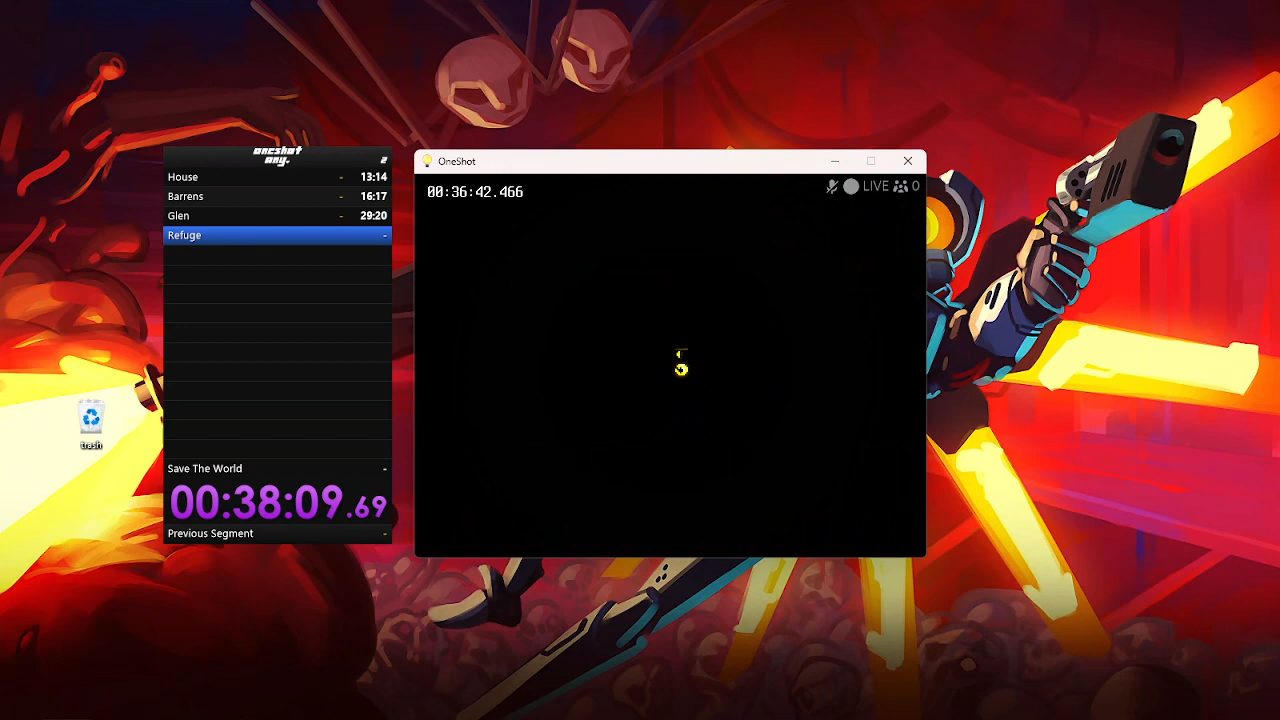 oneshot
any.
2
House - 13:14
Barrens - 16:17
Glen - 29:20
Refuge -
Save The World -
00:38:09.69
Previous Segment -
OneShot
00:36:42.466
LIVE 0
trash